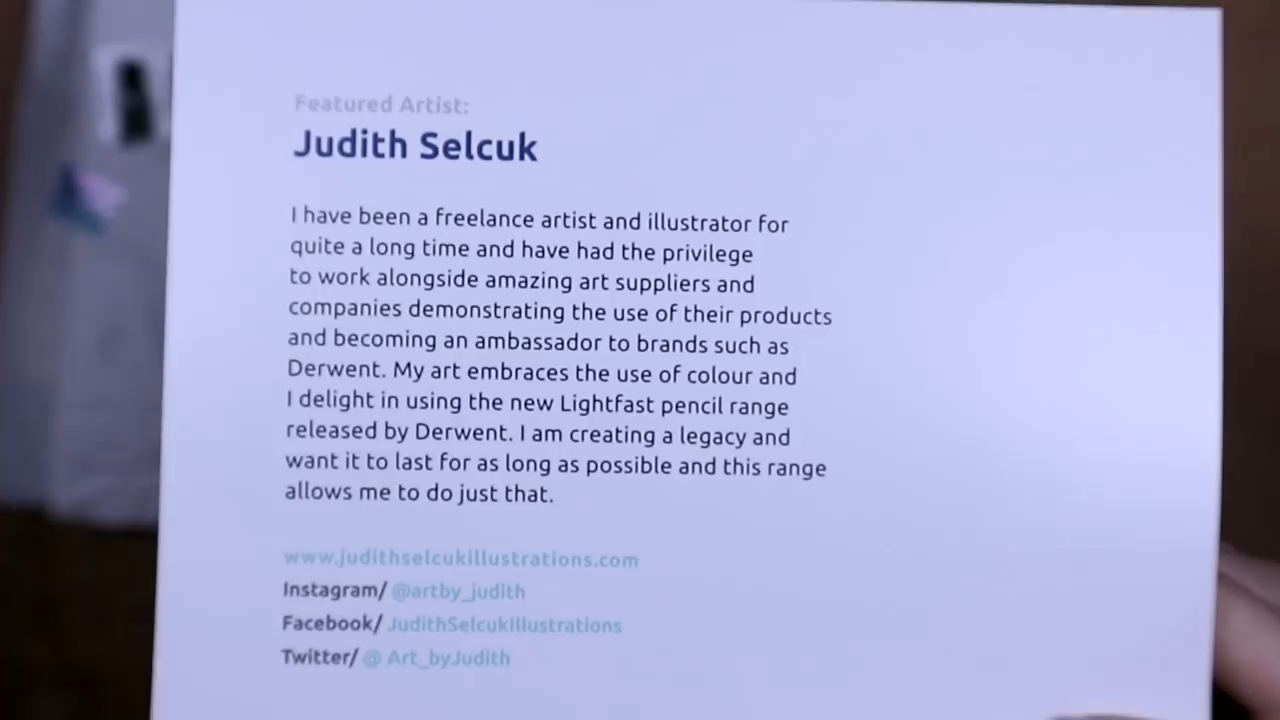 Featured Artist:
Judith Selcuk
I have been a freelance artist and illustrator for
quite a long time and have had the privilege
to work alongside amazing art suppliers and
companies demonstrating the use of their products
and becoming an ambassador to brands such as
Derwent. My art embraces the use of colour and
I delight in using the new Lightfast pencil range
released by Derwent. I am creating a legacy and
want it to last for as long as possible and this range
allows me to do just that.
www.judithselcukillustrations.com
Instagram/ @artby_judith
Facebook/ JudithSelcukIllustrations
Twitter/ @ Art_byJudith